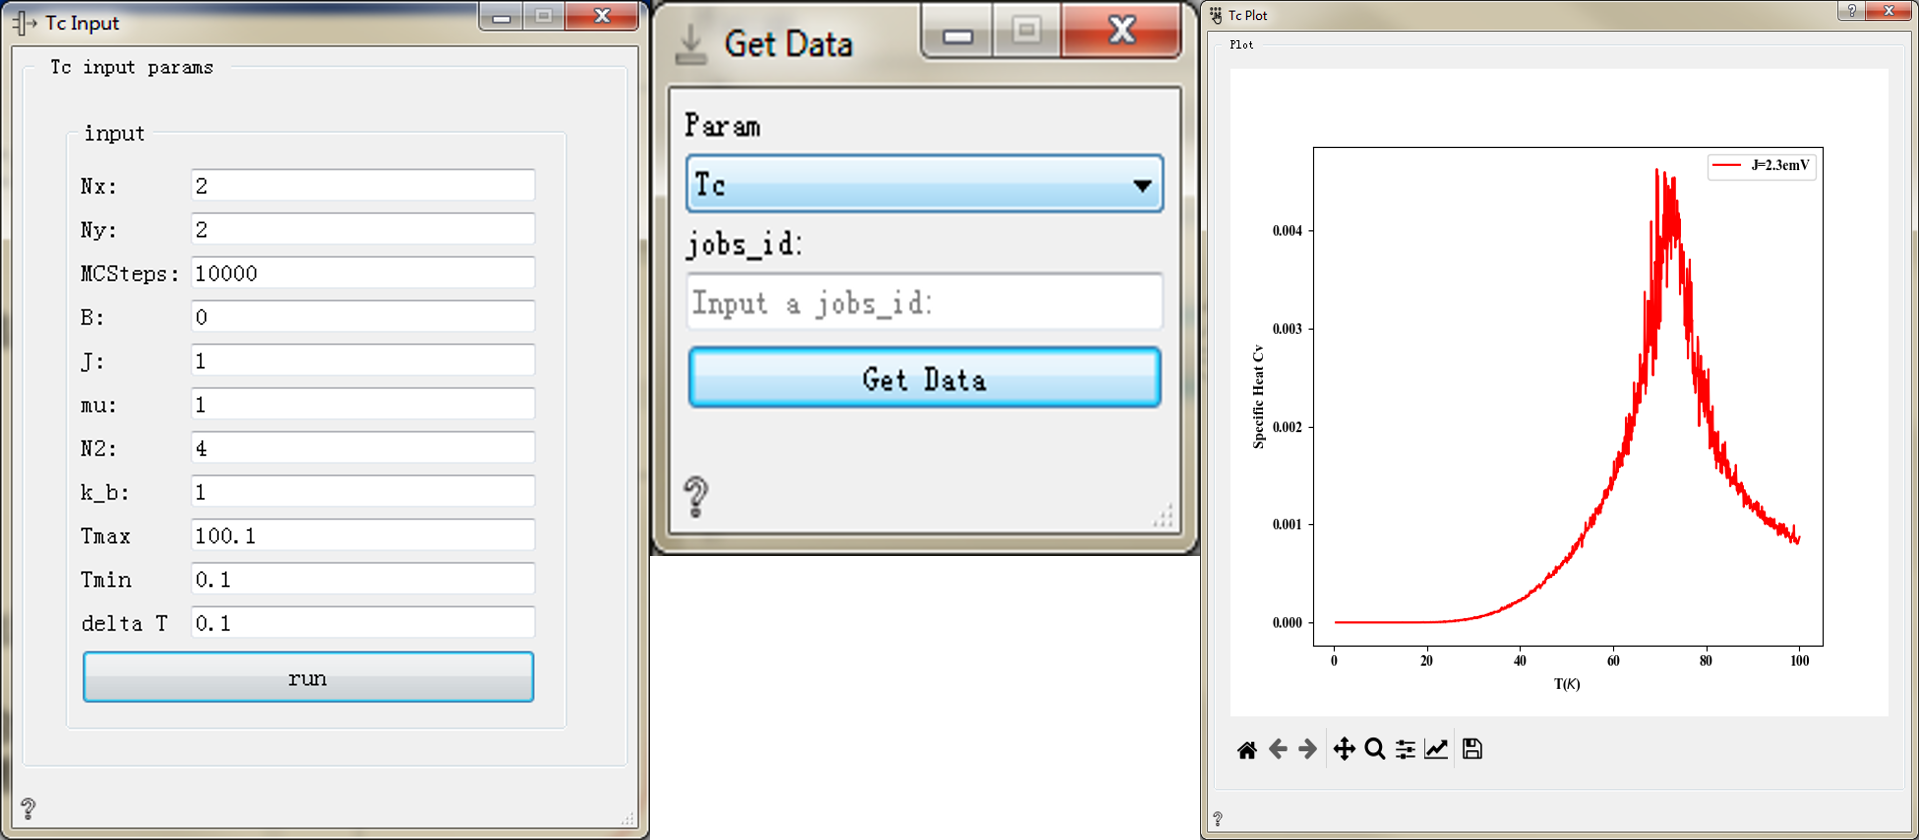 Tc Input
Tc input params
input
Nx: 2
Ny: 2
MCSteps: 10000
B: 0
J: 1
mu: 1
N2: 4
k_b: 1
Tmax 100.1
Tmin 0.1
delta T 0.1
run
Get Data
Param
Tc
jobs_id:
Input a jobs_id:
Get Data
Tc Plot
Plot
J=2.3emV
0.004
0.003
0.002
0.001
0.000
Specific Heat Cv
0 20 40 60 80 100
T(K)